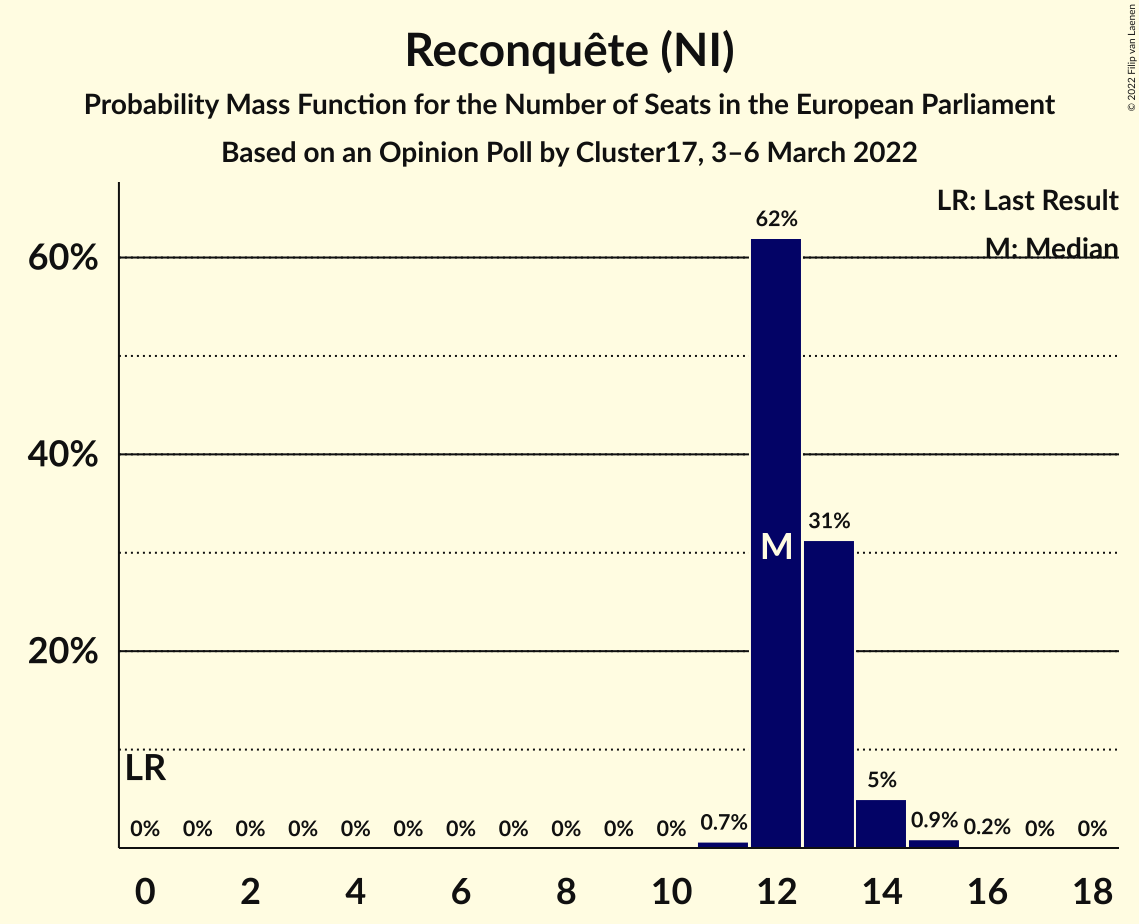 Reconquête (NI)
Probability Mass Function for the Number of Seats in the European Parliament
Based on an Opinion Poll by Cluster17, 3–6 March 2022
© 2022 Filip van Laenen
LR: Last Result
M: Median
60%
40%
20%
62%
31%
M
LR
5%
0% 0% 0% 0% 0% 0% 0% 0% 0% 0% 0% 0.7% 0.9% 0.2% 0% 0%
0 2 4 6 8 10 12 14 16 18